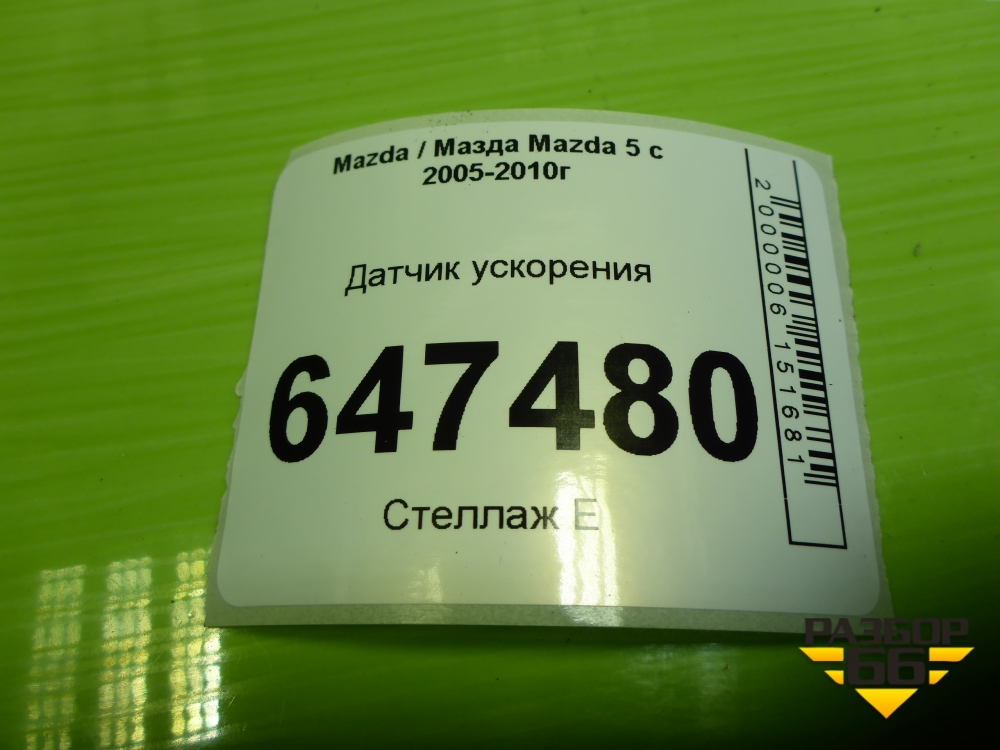 Mazda / Мазда Mazda 5 с
2005-2010г
Датчик ускорения
647480
Стеллаж Е
2000006151681
РАЗБОР
66